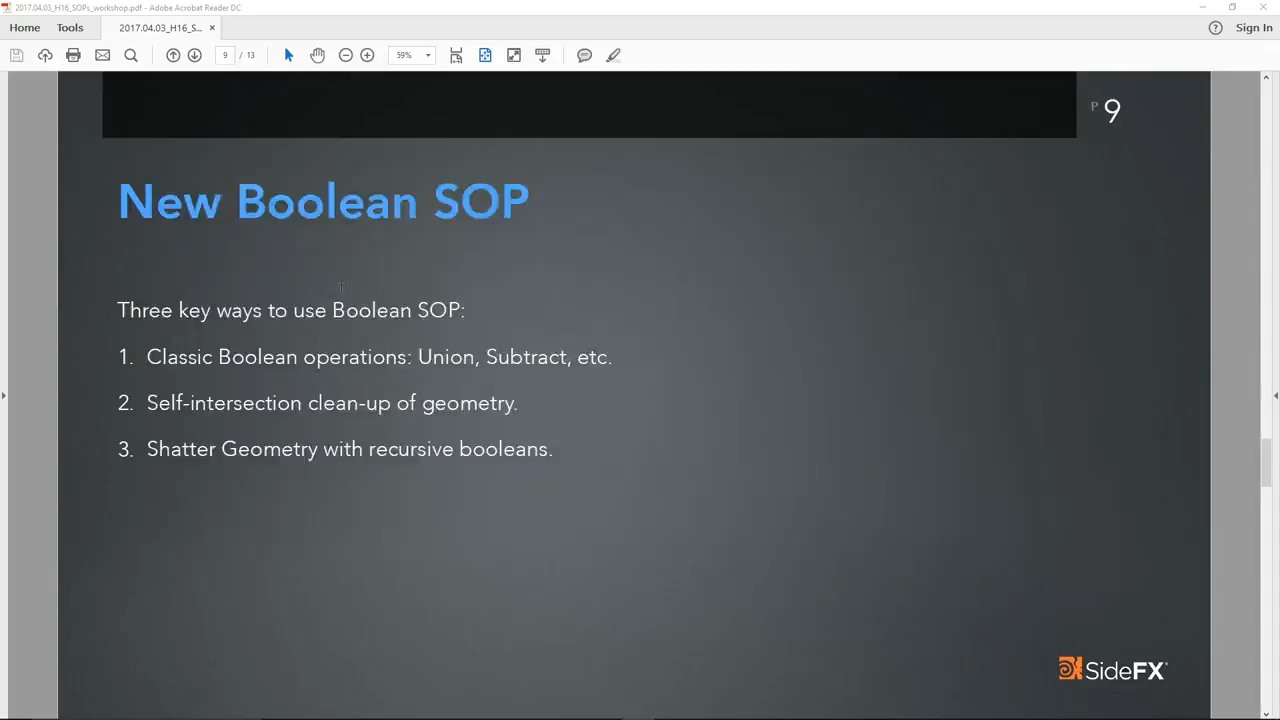 2017.04.03_H16_SOPs_workshop.pdf - Adobe Acrobat Reader DC
Home Tools 2017.04.03_H16_S... × Sign In
9 / 13 59%
P 9
New Boolean SOP
Three key ways to use Boolean SOP:
1. Classic Boolean operations: Union, Subtract, etc.
2. Self-intersection clean-up of geometry.
3. Shatter Geometry with recursive booleans.
SideFX